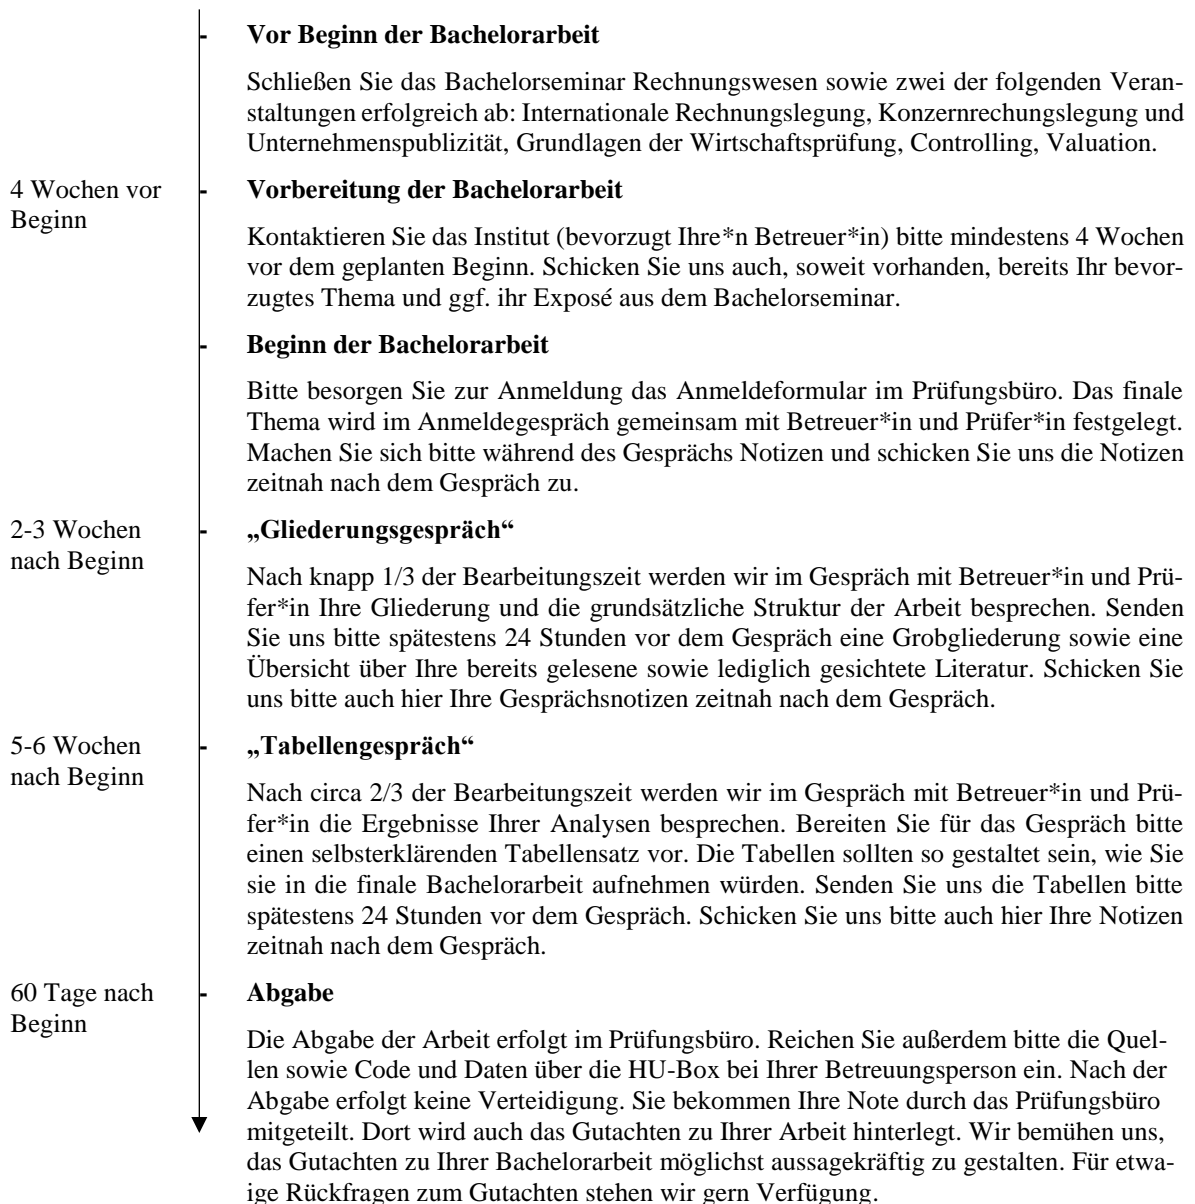 Vor Beginn der Bachelorarbeit
Schließen Sie das Bachelorseminar Rechnungswesen sowie zwei der folgenden Veran-
staltungen erfolgreich ab: Internationale Rechnungslegung, Konzernrechungslegung und
Unternehmenspublizität, Grundlagen der Wirtschaftsprüfung, Controlling, Valuation.
4 Wochen vor
Beginn
Vorbereitung der Bachelorarbeit
Kontaktieren Sie das Institut (bevorzugt Ihre*n Betreuer*in) bitte mindestens 4 Wochen
vor dem geplanten Beginn. Schicken Sie uns auch, soweit vorhanden, bereits Ihr bevor-
zugtes Thema und ggf. ihr Exposé aus dem Bachelorseminar.
Beginn der Bachelorarbeit
Bitte besorgen Sie zur Anmeldung das Anmeldeformular im Prüfungsbüro. Das finale
Thema wird im Anmeldegespräch gemeinsam mit Betreuer*in und Prüfer*in festgelegt.
Machen Sie sich bitte während des Gesprächs Notizen und schicken Sie uns die Notizen
zeitnah nach dem Gespräch zu.
2-3 Wochen
nach Beginn
„Gliederungsgespräch“
Nach knapp 1/3 der Bearbeitungszeit werden wir im Gespräch mit Betreuer*in und Prü-
fer*in Ihre Gliederung und die grundsätzliche Struktur der Arbeit besprechen. Senden
Sie uns bitte spätestens 24 Stunden vor dem Gespräch eine Grobgliederung sowie eine
Übersicht über Ihre bereits gelesene sowie lediglich gesichtete Literatur. Schicken Sie
uns bitte auch hier Ihre Gesprächsnotizen zeitnah nach dem Gespräch.
5-6 Wochen
nach Beginn
„Tabellengespräch“
Nach circa 2/3 der Bearbeitungszeit werden wir im Gespräch mit Betreuer*in und Prü-
fer*in die Ergebnisse Ihrer Analysen besprechen. Bereiten Sie für das Gespräch bitte
einen selbsterklärenden Tabellensatz vor. Die Tabellen sollten so gestaltet sein, wie Sie
sie in die finale Bachelorarbeit aufnehmen würden. Senden Sie uns die Tabellen bitte
spätestens 24 Stunden vor dem Gespräch. Schicken Sie uns bitte auch hier Ihre Notizen
zeitnah nach dem Gespräch.
60 Tage nach
Beginn
Abgabe
Die Abgabe der Arbeit erfolgt im Prüfungsbüro. Reichen Sie außerdem bitte die Quel-
len sowie Code und Daten über die HU-Box bei Ihrer Betreuungsperson ein. Nach der
Abgabe erfolgt keine Verteidigung. Sie bekommen Ihre Note durch das Prüfungsbüro
mitgeteilt. Dort wird auch das Gutachten zu Ihrer Arbeit hinterlegt. Wir bemühen uns,
das Gutachten zu Ihrer Bachelorarbeit möglichst aussagekräftig zu gestalten. Für etwa-
ige Rückfragen zum Gutachten stehen wir gern Verfügung.